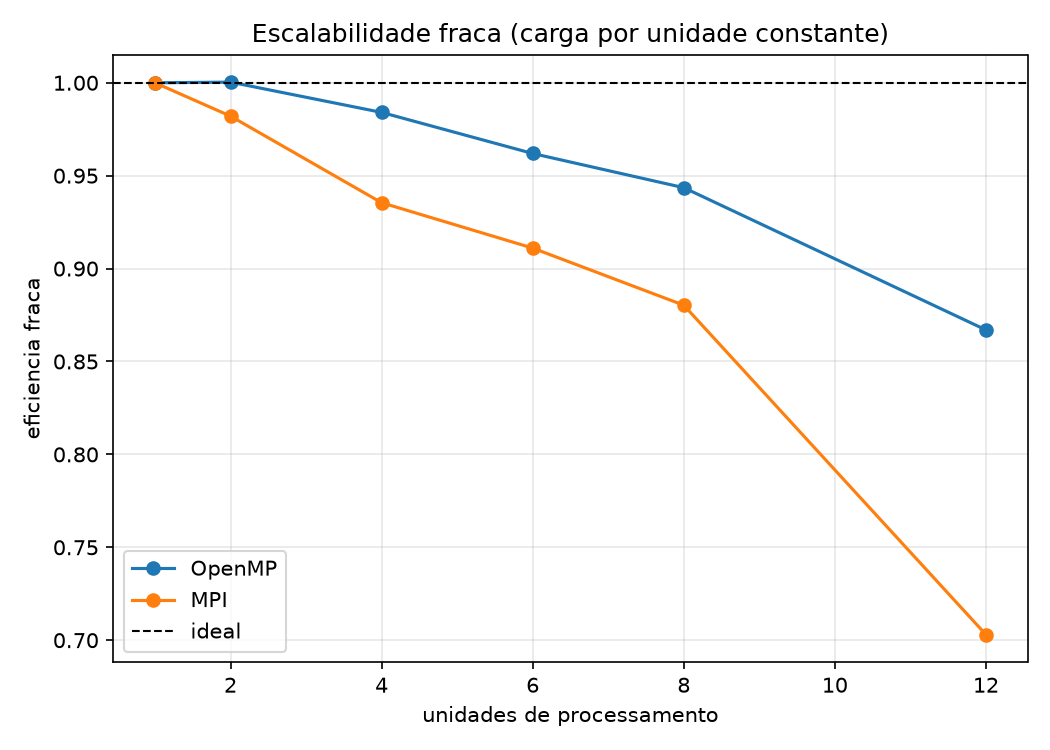 Escalabilidade fraca (carga por unidade constante)
1.00
0.95
0.90
0.85
0.80
0.75
0.70
eficiencia fraca
OpenMP
MPI
ideal
2 4 6 8 10 12
unidades de processamento